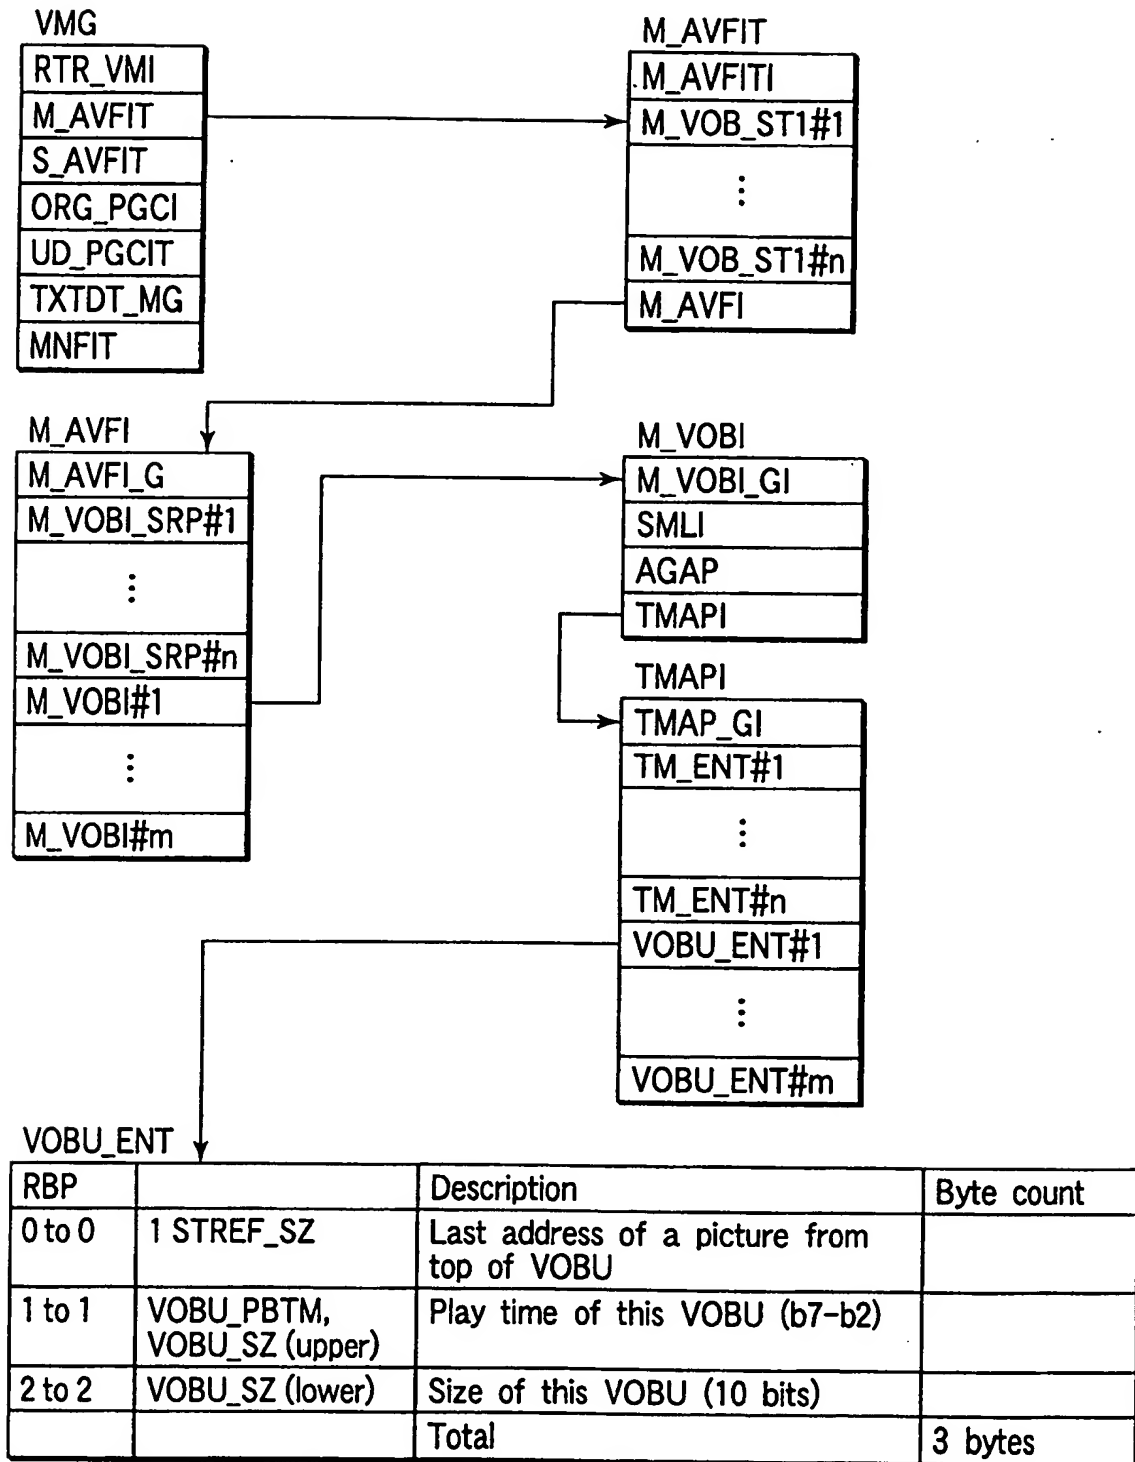 VMG
RTR_VMI
M_AVFIT
S_AVFIT
ORG_PGCI
UD_PGCIT
TXTDT_MG
MNFIT
M_AVFIT
M_AVFITI
M_VOB_ST1#1
⋮
M_VOB_ST1#n
M_AVFI
M_AVFI
M_AVFI_G
M_VOBI_SRP#1
⋮
M_VOBI_SRP#n
M_VOBI#1
⋮
M_VOBI#m
M_VOBI
M_VOBI_GI
SMLI
AGAP
TMAPI
TMAPI
TMAP_GI
TM_ENT#1
⋮
TM_ENT#n
VOBU_ENT#1
⋮
VOBU_ENT#m
VOBU_ENT
RBP Description Byte count
0 to 0 1 STREF_SZ Last address of a picture from
top of VOBU
1 to 1 VOBU_PBTM, Play time of this VOBU (b7-b2)
VOBU_SZ (upper)
2 to 2 VOBU_SZ (lower) Size of this VOBU (10 bits)
Total 3 bytes